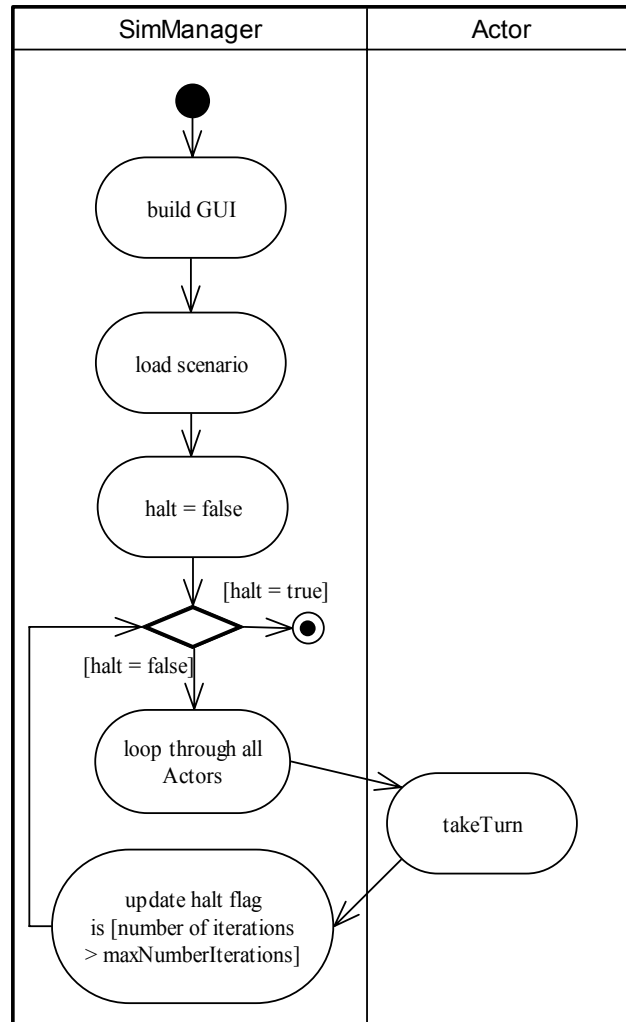 SimManager
Actor
build GUI
load scenario
halt = false
[halt = true]
[halt = false]
loop through all
Actors
takeTurn
update halt flag
is [number of iterations
> maxNumberIterations]